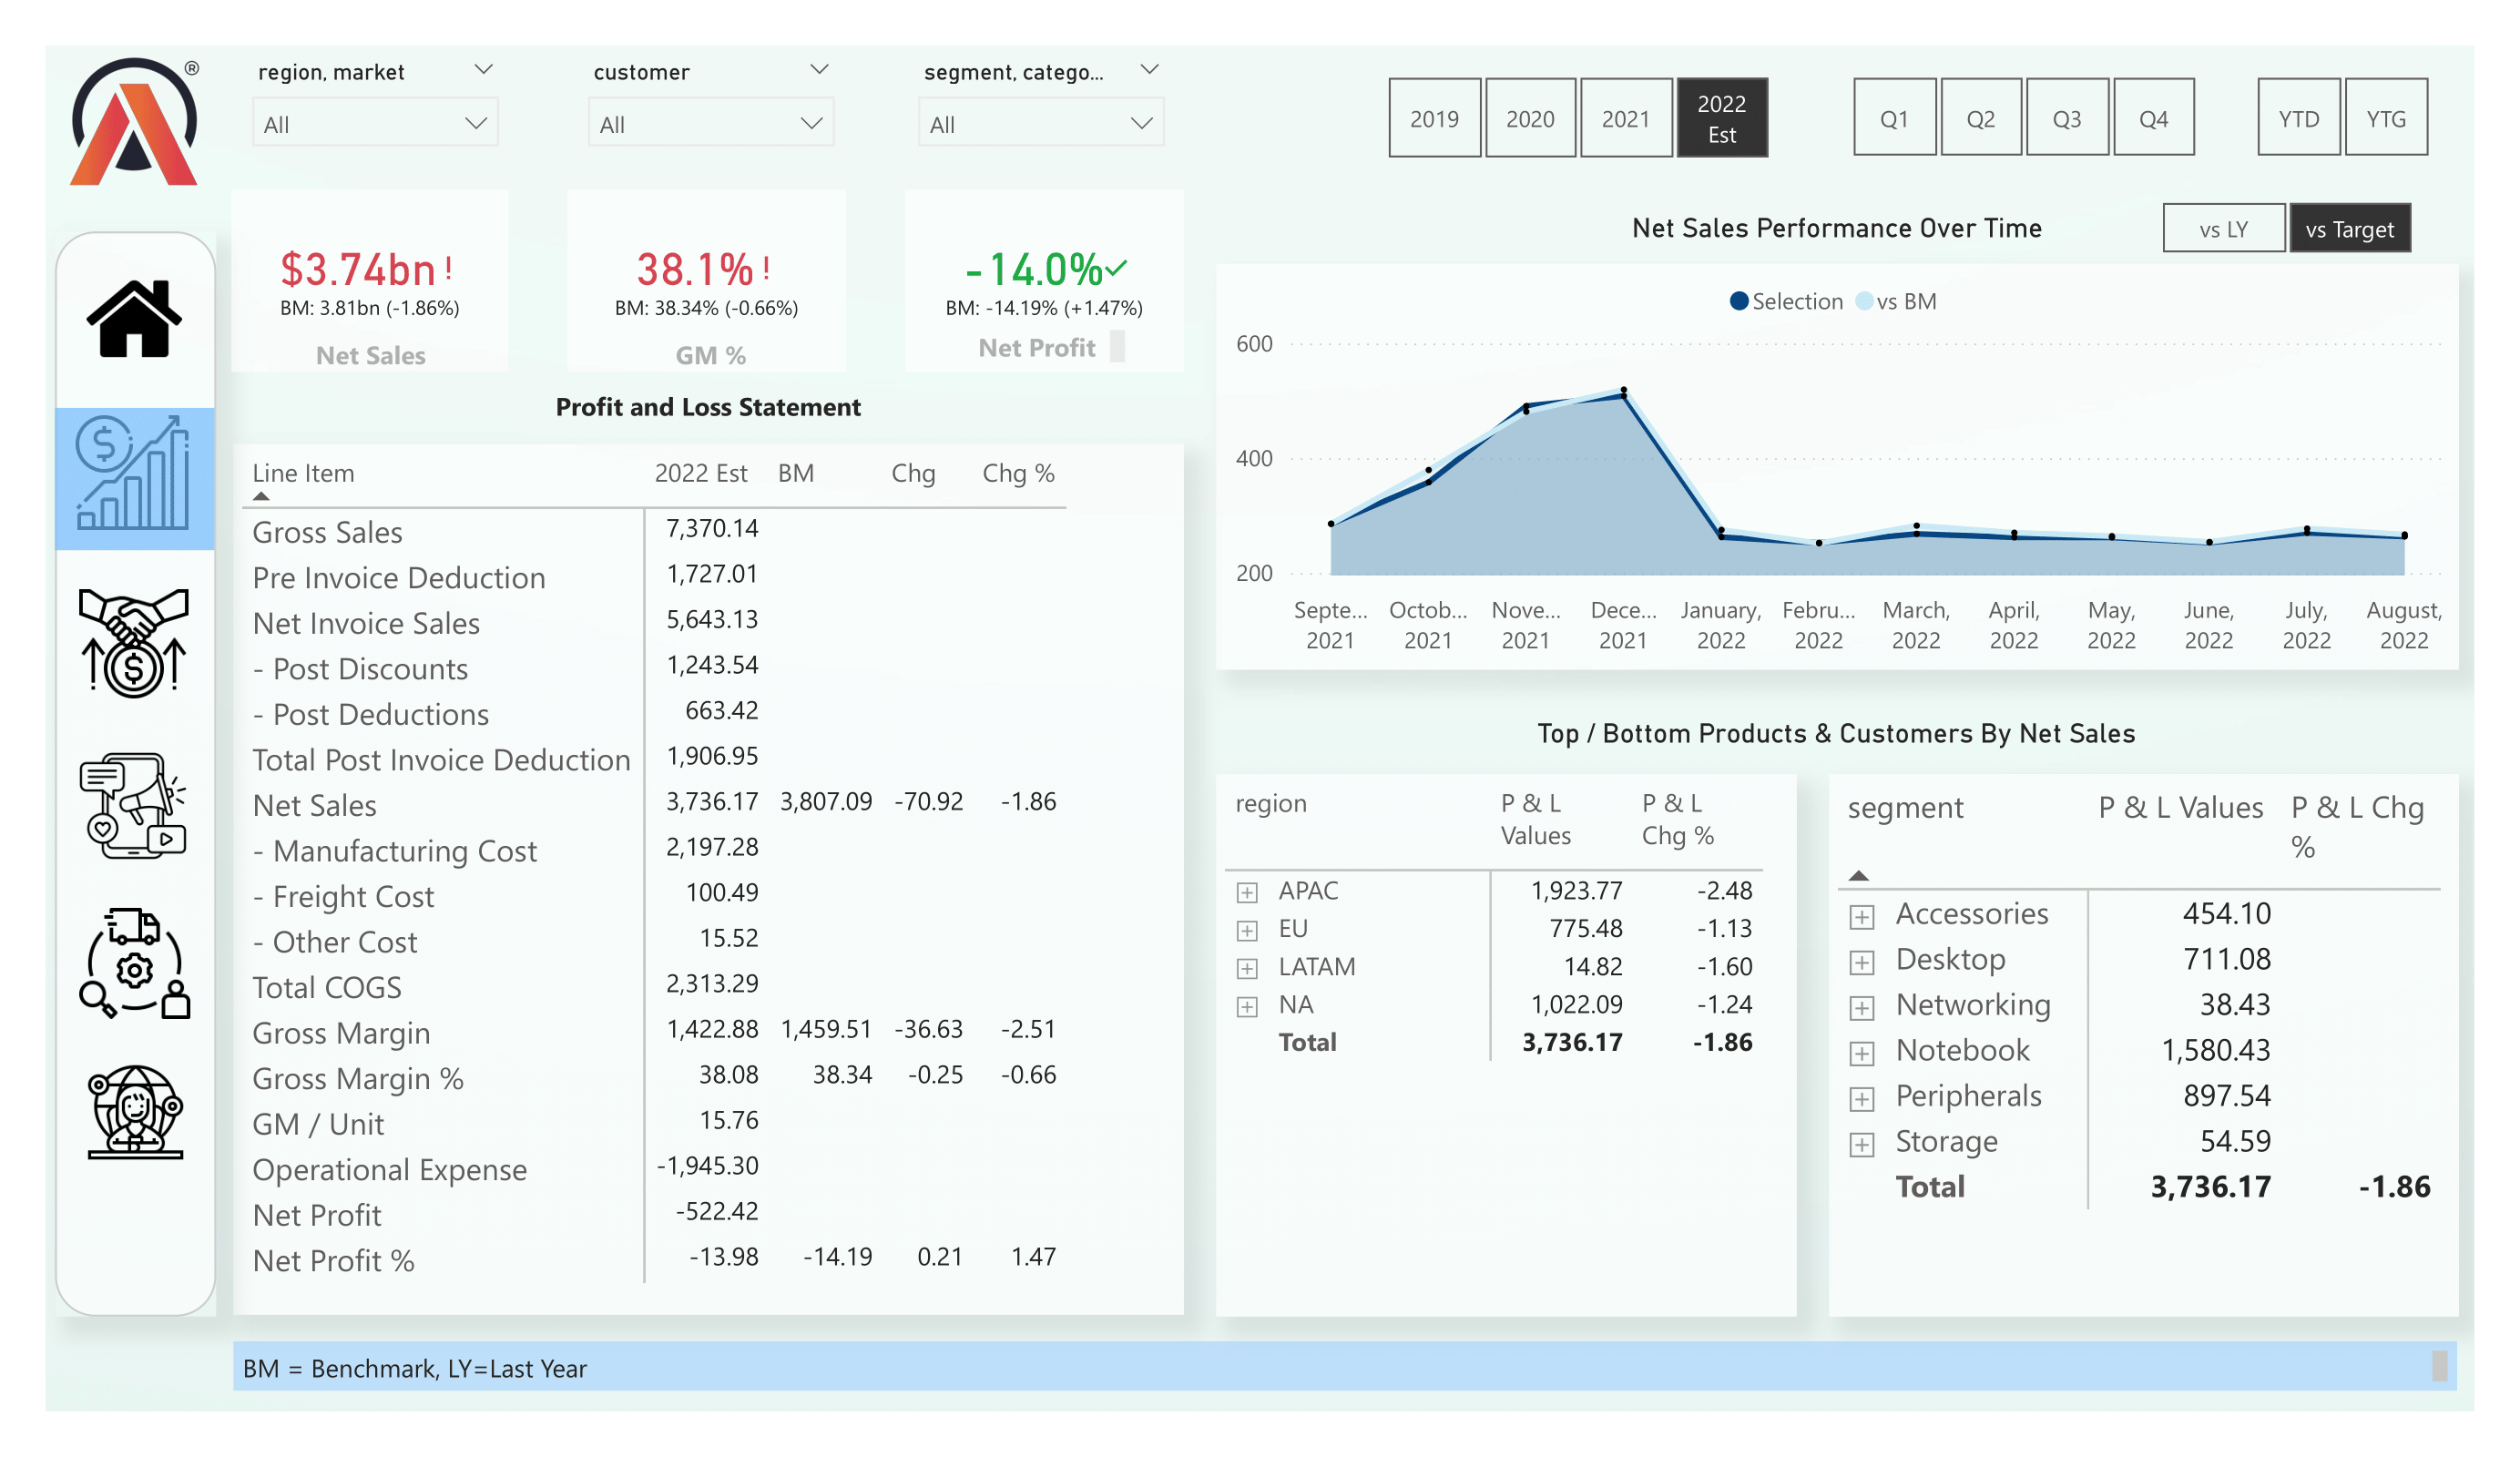 ®
region, market
All
customer
All
segment, catego...
All
2019
2020
2021
2022
Est
Q1
Q2
Q3
Q4
YTD
YTG
$3.74bn!
BM: 3.81bn (-1.86%)
Net Sales
38.1%!
BM: 38.34% (-0.66%)
GM %
-14.0%✓
BM: -14.19% (+1.47%)
Net Profit
Net Sales Performance Over Time
vs LY
vs Target
Selection vs BM
600
400
200
Septe... Octob... Nove... Dece... January, Febru... March, April, May, June, July, August,
2021 2021 2021 2021 2022 2022 2022 2022 2022 2022 2022 2022
Profit and Loss Statement
Line Item 2022 Est BM Chg Chg %
Gross Sales 7,370.14
Pre Invoice Deduction 1,727.01
Net Invoice Sales 5,643.13
- Post Discounts 1,243.54
- Post Deductions 663.42
Total Post Invoice Deduction 1,906.95
Net Sales 3,736.17 3,807.09 -70.92 -1.86
- Manufacturing Cost 2,197.28
- Freight Cost 100.49
- Other Cost 15.52
Total COGS 2,313.29
Gross Margin 1,422.88 1,459.51 -36.63 -2.51
Gross Margin % 38.08 38.34 -0.25 -0.66
GM / Unit 15.76
Operational Expense -1,945.30
Net Profit -522.42
Net Profit % -13.98 -14.19 0.21 1.47
Top / Bottom Products & Customers By Net Sales
region P & L P & L
Values Chg %
APAC 1,923.77 -2.48
EU 775.48 -1.13
LATAM 14.82 -1.60
NA 1,022.09 -1.24
Total 3,736.17 -1.86
segment P & L Values P & L Chg
%
Accessories 454.10
Desktop 711.08
Networking 38.43
Notebook 1,580.43
Peripherals 897.54
Storage 54.59
Total 3,736.17 -1.86
BM = Benchmark, LY=Last Year